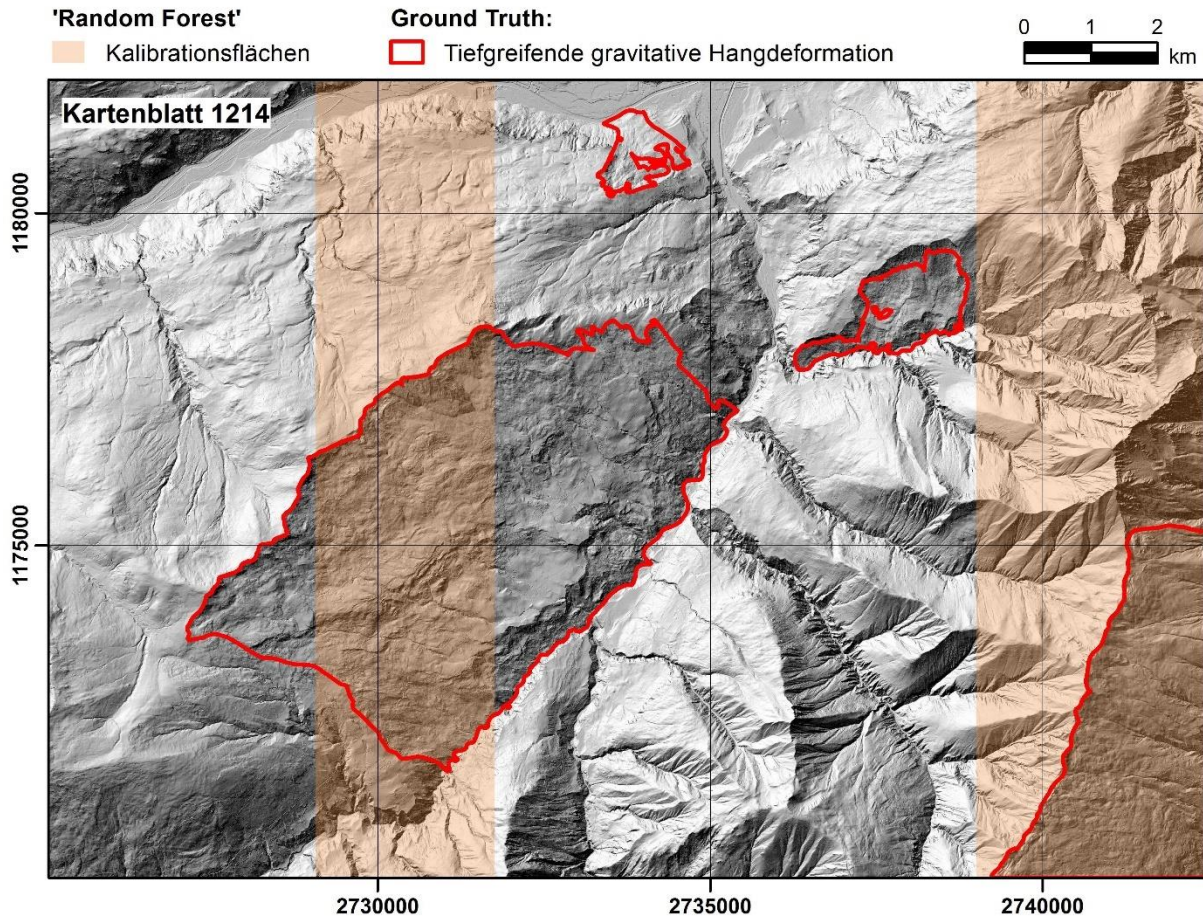 'Random Forest'
Kalibrationsflächen
Ground Truth:
Tiefgreifende gravitative Hangdeformation
0 1 2
km
Kartenblatt 1214
1180000
1175000
2730000 2735000 2740000